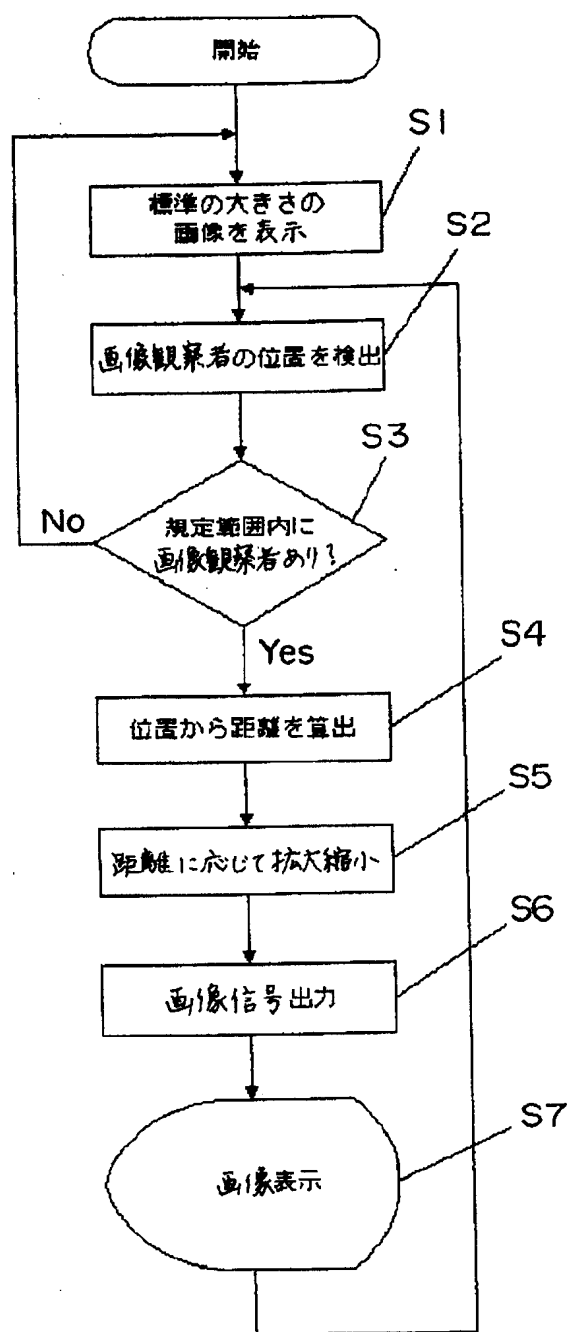 開始
S1
標準の大きさの
画像を表示
S2
画像観察者の位置を検出
S3
No
規定範囲内に
画像観察者あり？
Yes
S4
位置から距離を算出
S5
距離に応じて拡大縮小
S6
画像信号出力
S7
画像表示